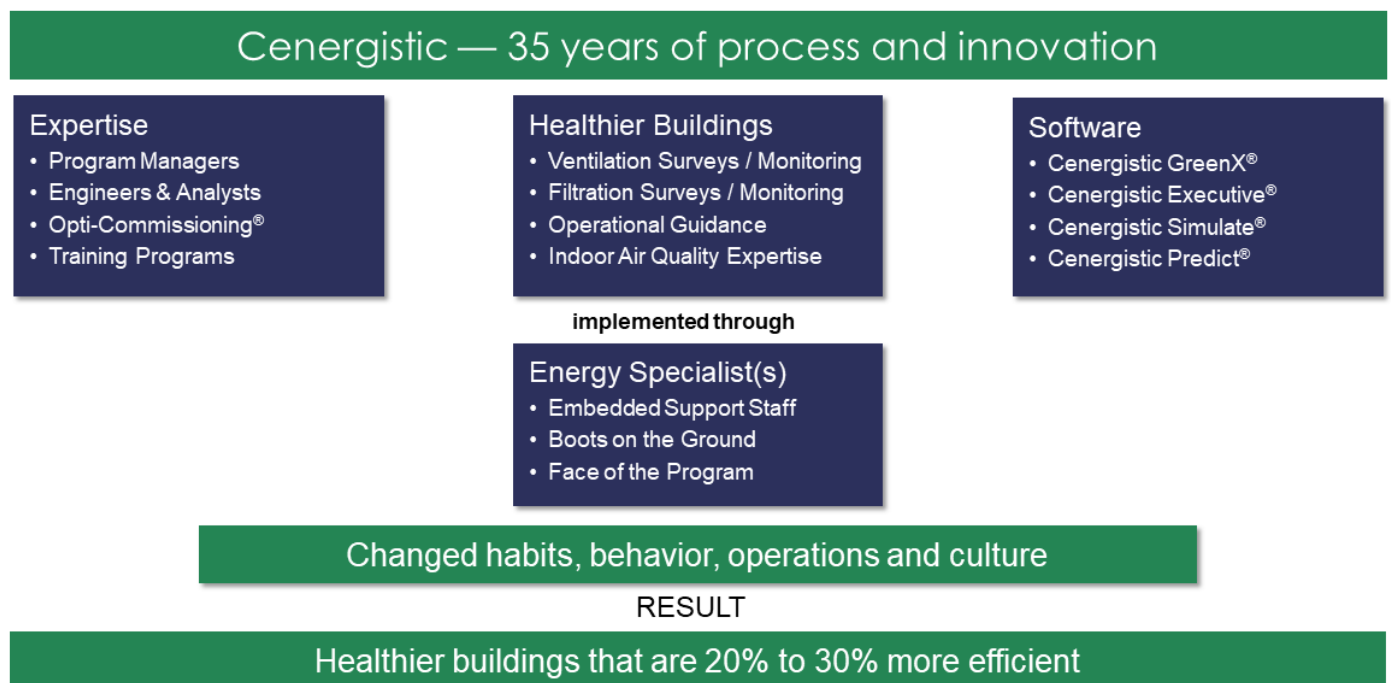 Cenergistic — 35 years of process and innovation
Expertise
• Program Managers
• Engineers & Analysts
• Opti-Commissioning®
• Training Programs
Healthier Buildings
• Ventilation Surveys / Monitoring
• Filtration Surveys / Monitoring
• Operational Guidance
• Indoor Air Quality Expertise
Software
• Cenergistic GreenX®
• Cenergistic Executive®
• Cenergistic Simulate®
• Cenergistic Predict®
implemented through
Energy Specialist(s)
• Embedded Support Staff
• Boots on the Ground
• Face of the Program
Changed habits, behavior, operations and culture
RESULT
Healthier buildings that are 20% to 30% more efficient